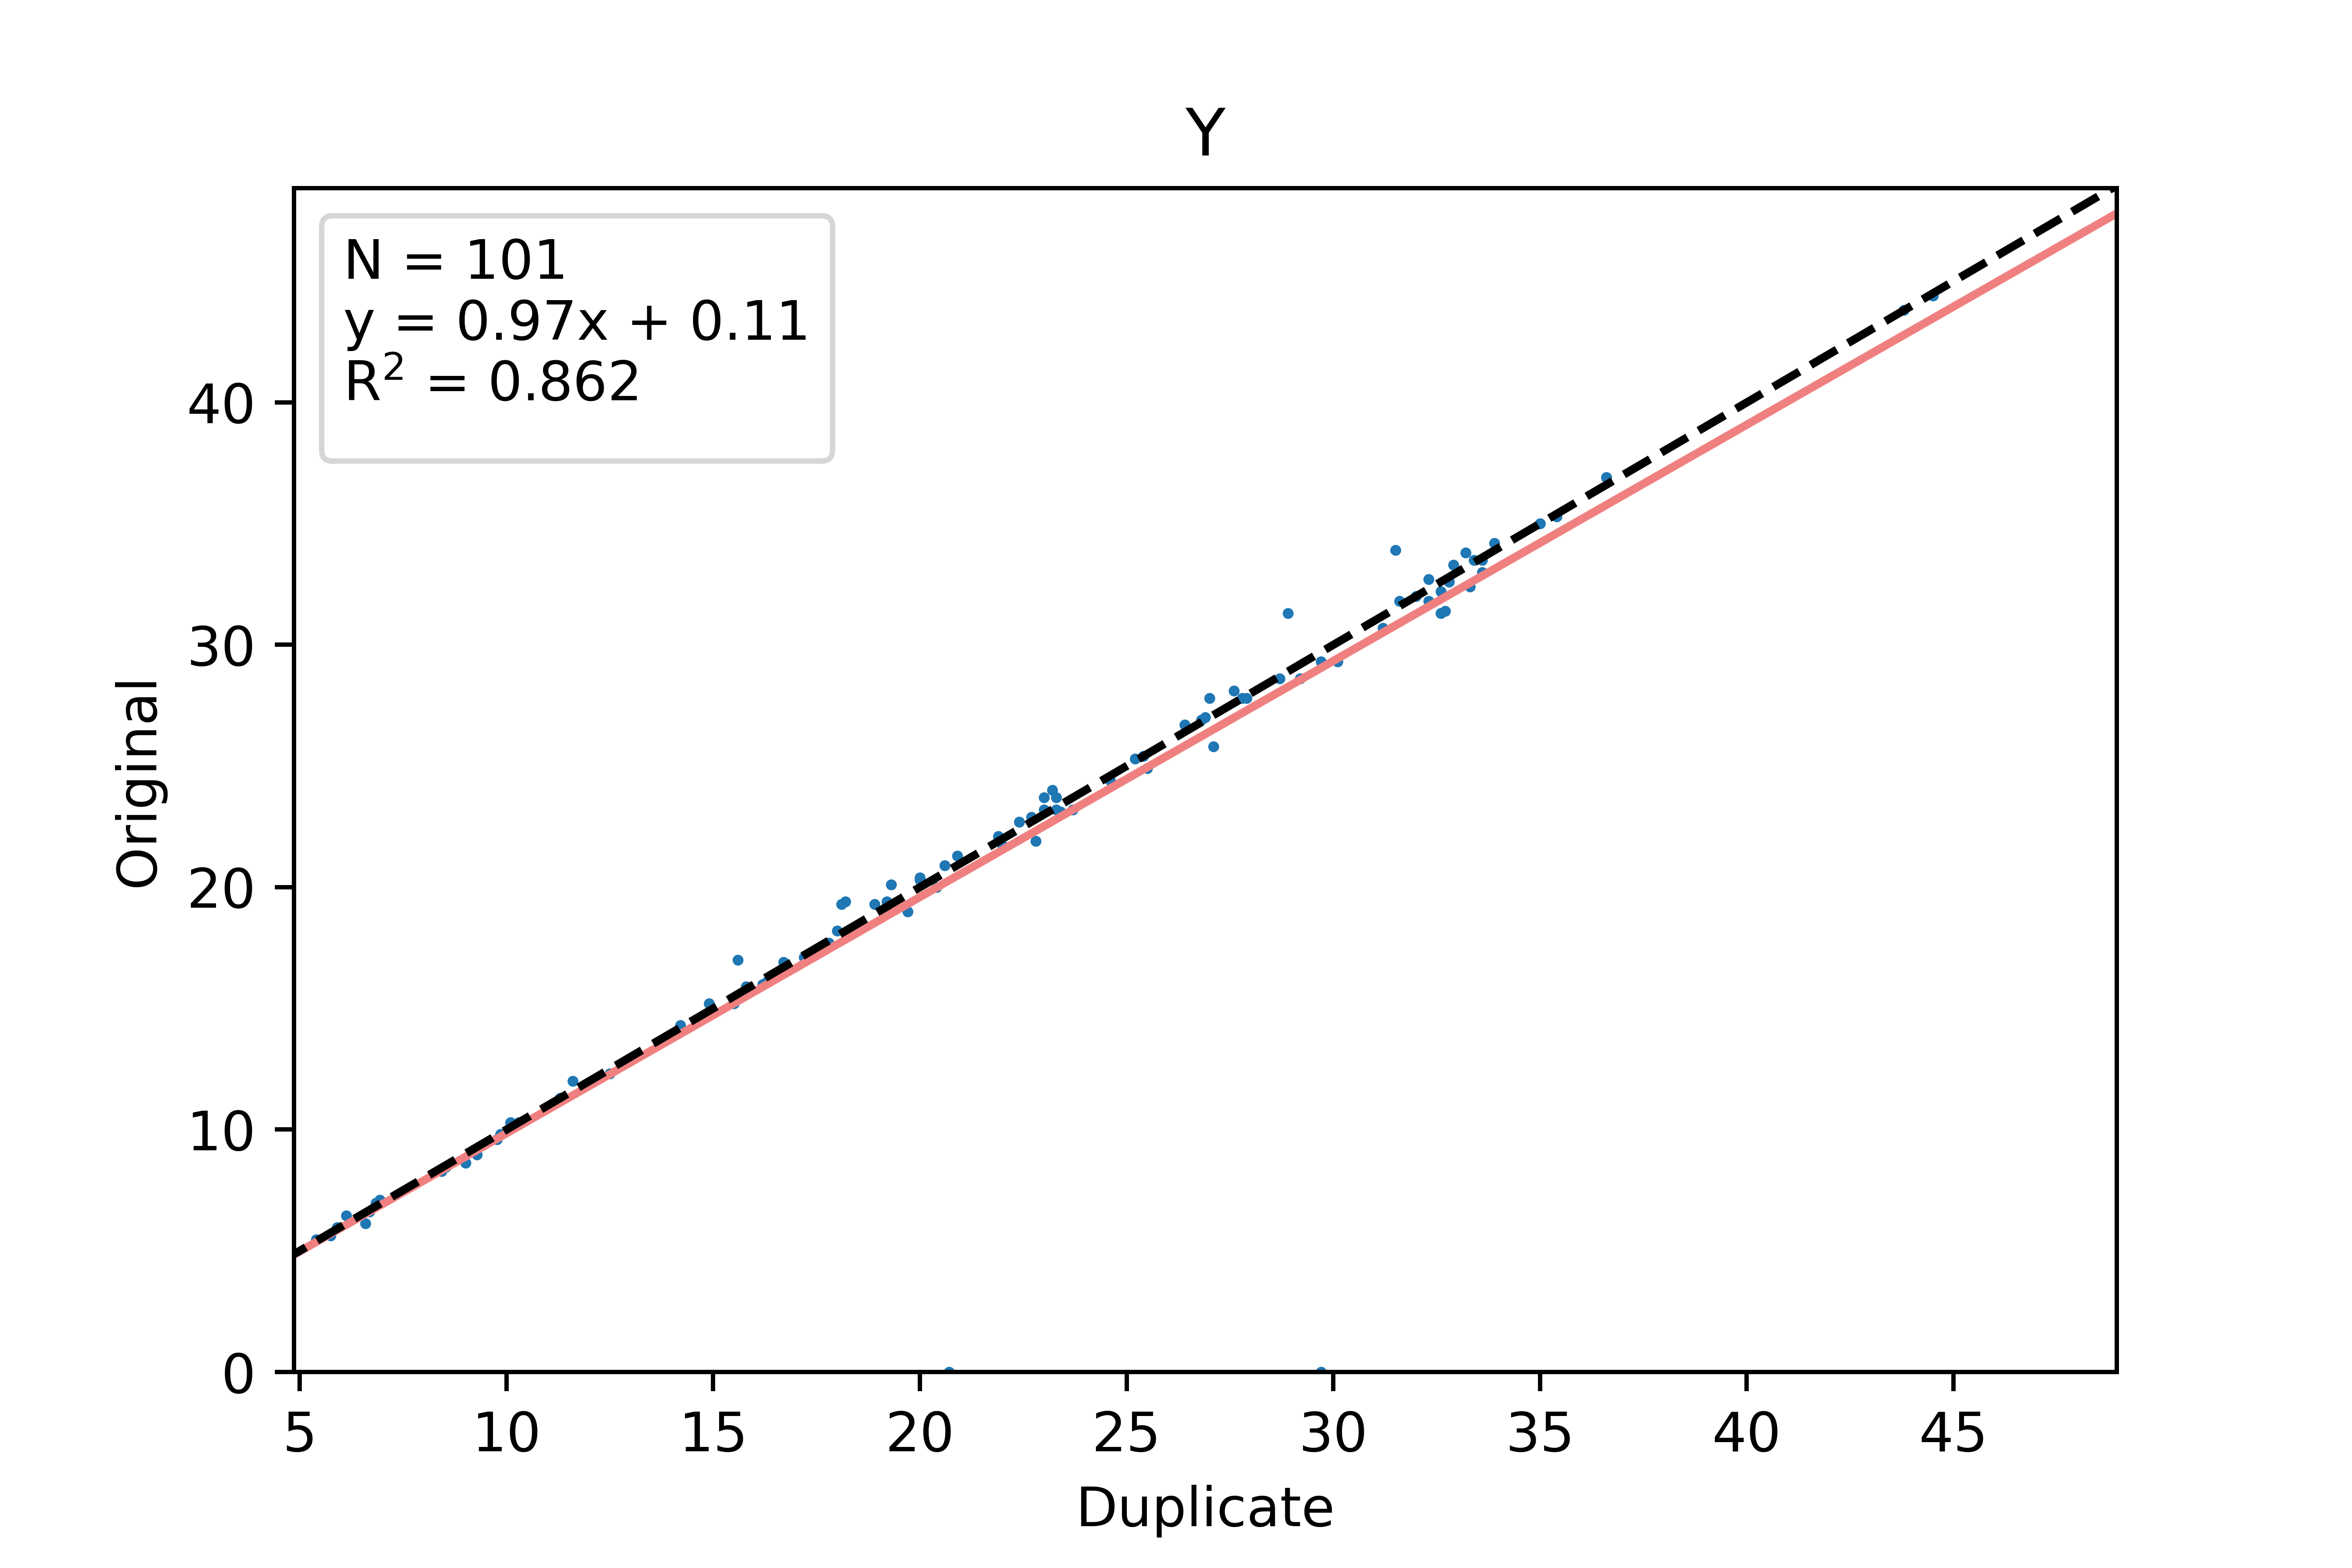 Y
N = 101
y = 0.97x + 0.11
R² = 0.862
40
30
20
10
0
Original
5 10 15 20 25 30 35 40 45
Duplicate